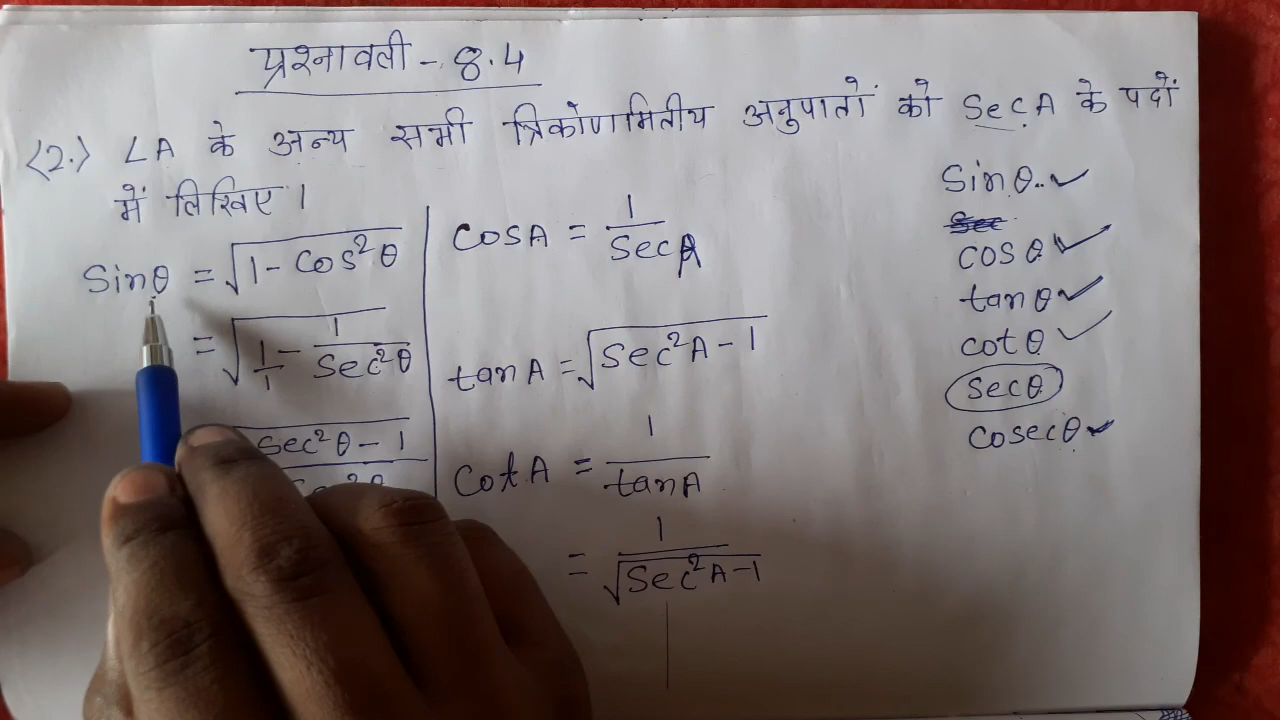 प्रश्नावली - 8.4
(2.) ∠A के अन्य सभी त्रिकोणमितीय अनुपातों को SecA के पदों
में लिखिए।
Sinθ = √1 - Cos²θ
= √1/1 - 1/Sec²θ
Sec²θ - 1
CosA = 1/SecA
tanA = √Sec²A - 1
CotA = 1/tanA
= 1/√Sec²A - 1
Sinθ..✓
cosθ ✓
tanθ ✓
cotθ ✓
secθ
Cosecθ ✓